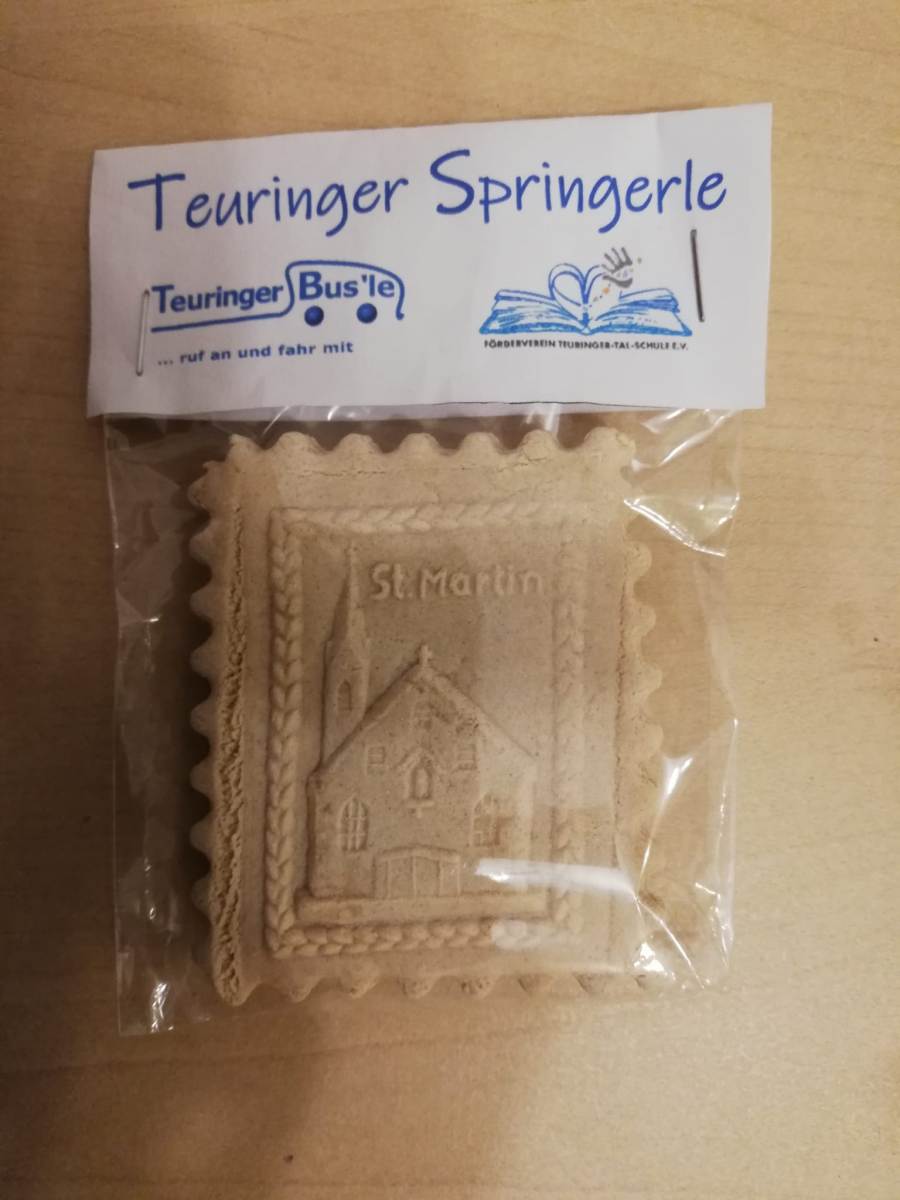 Teuringer Springerle
Teuringer Bus'le
... ruf an und fahr mit
FÖRDERVEREIN TEURINGER-TAL-SCHULE E.V.
St. Martin